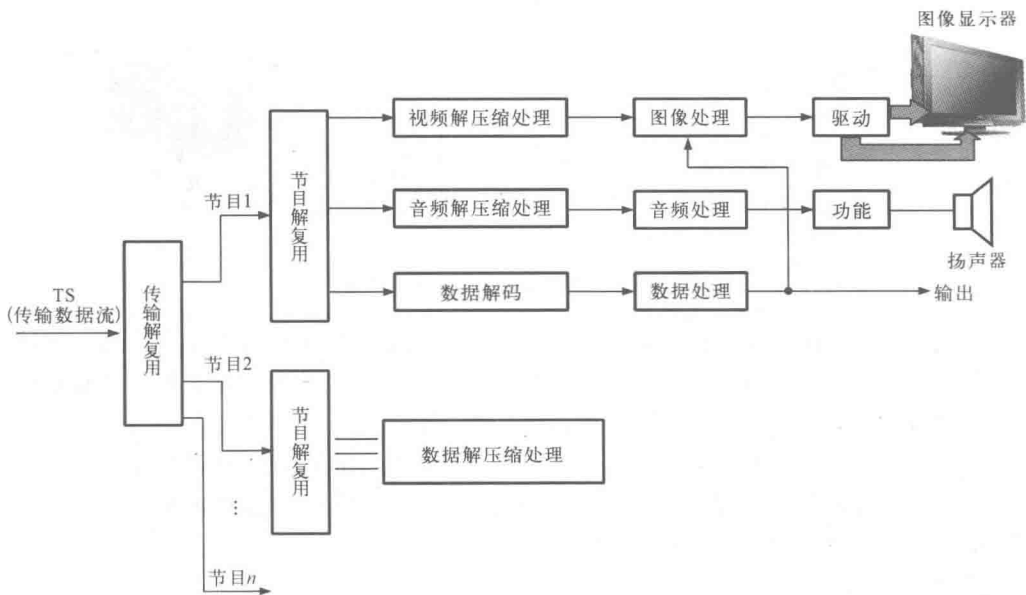 图像显示器
视频解压缩处理
图像处理
驱动
节目1
节目解复用
音频解压缩处理
音频处理
功能
扬声器
TS
(传输数据流)
传输解复用
数据解码
数据处理
输出
节目2
节目解复用
数据解压缩处理
⋮
节目n